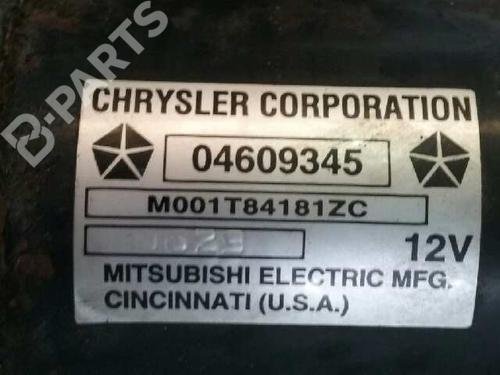 B-PARTS
CHRYSLER CORPORATION
04609345
M001T84181ZC
12V
MITSUBISHI ELECTRIC MFG.
CINCINNATI (U.S.A.)